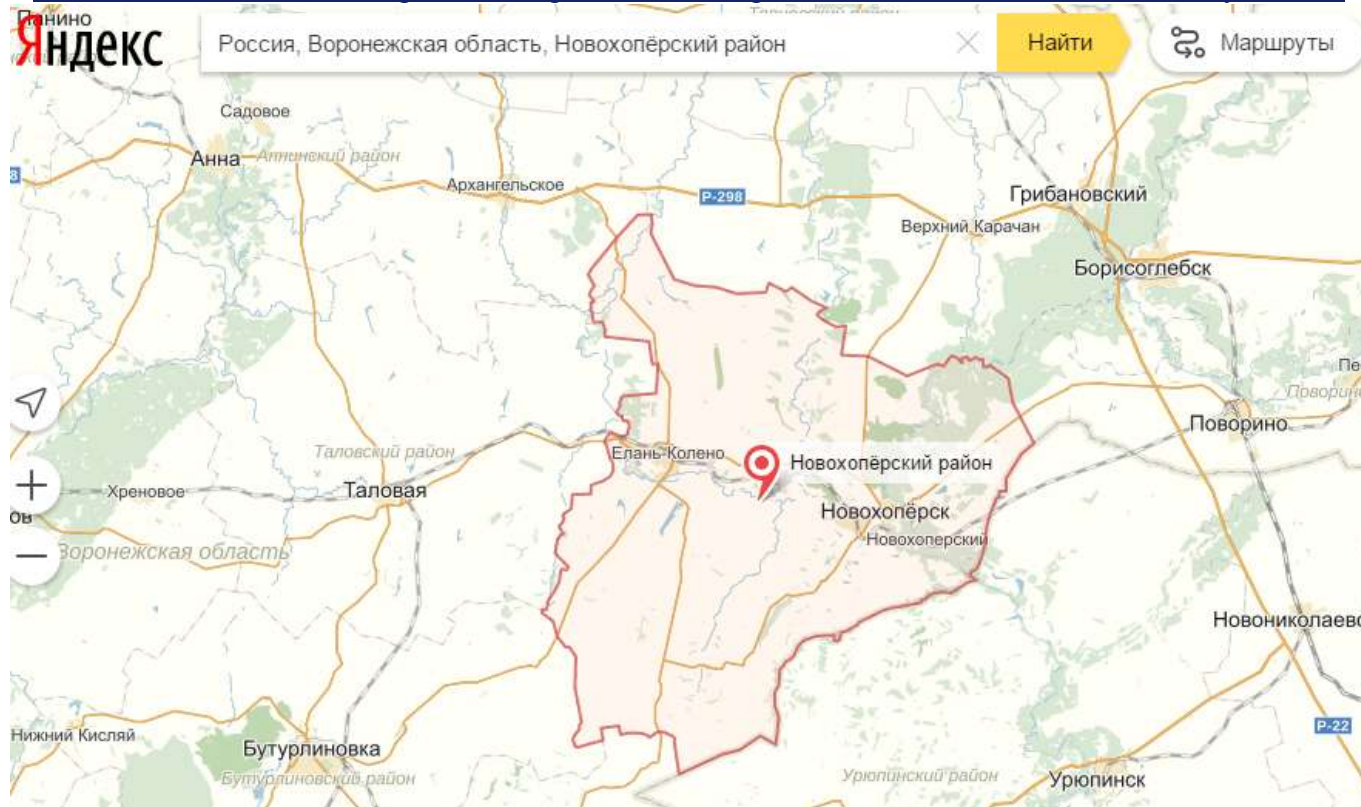 Панино
Яндекс
Россия, Воронежская область, Новохопёрский район
Найти
Маршруты
Садовое
Анна
Аннинский район
Архангельское
Р-298
Грибановский
Верхний Карачан
Борисоглебск
Поворино
Таловский район
Елань-Колено
Новохопёрский район
Хреновое
Таловая
Новохопёрск
Новохоперский
Воронежская область
Новониколаевс
Р-22
Нижний Кисляй
Бутурлиновка
Бутурлиновский район
Урюпинский район
Урюпинск